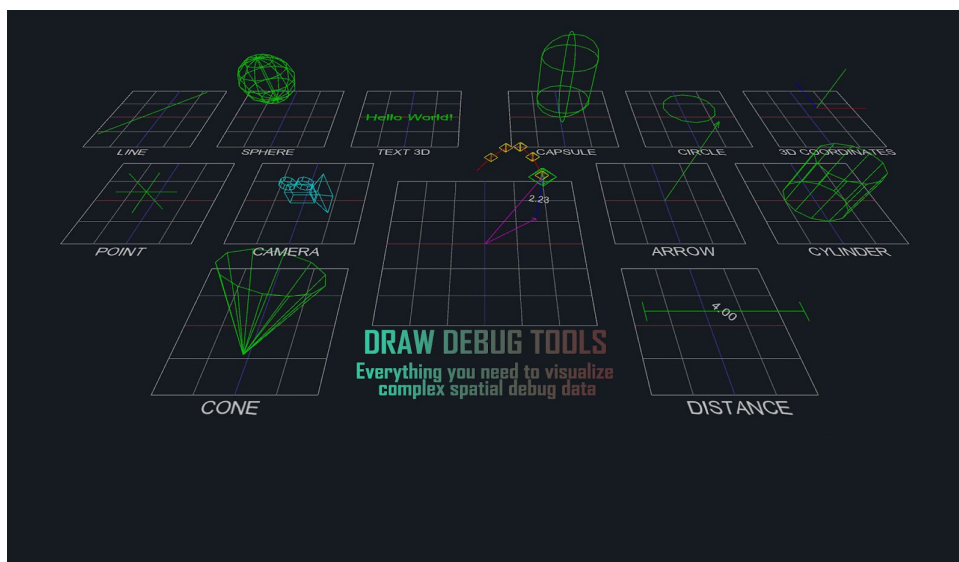 Hello World!
LINE
SPHERE
TEXT 3D
CAPSULE
CIRCLE
3D COORDINATES
2.23
POINT
CAMERA
ARROW
CYLINDER
4.00
DRAW DEBUG TOOLS
Everything you need to visualize
complex spatial debug data
CONE
DISTANCE